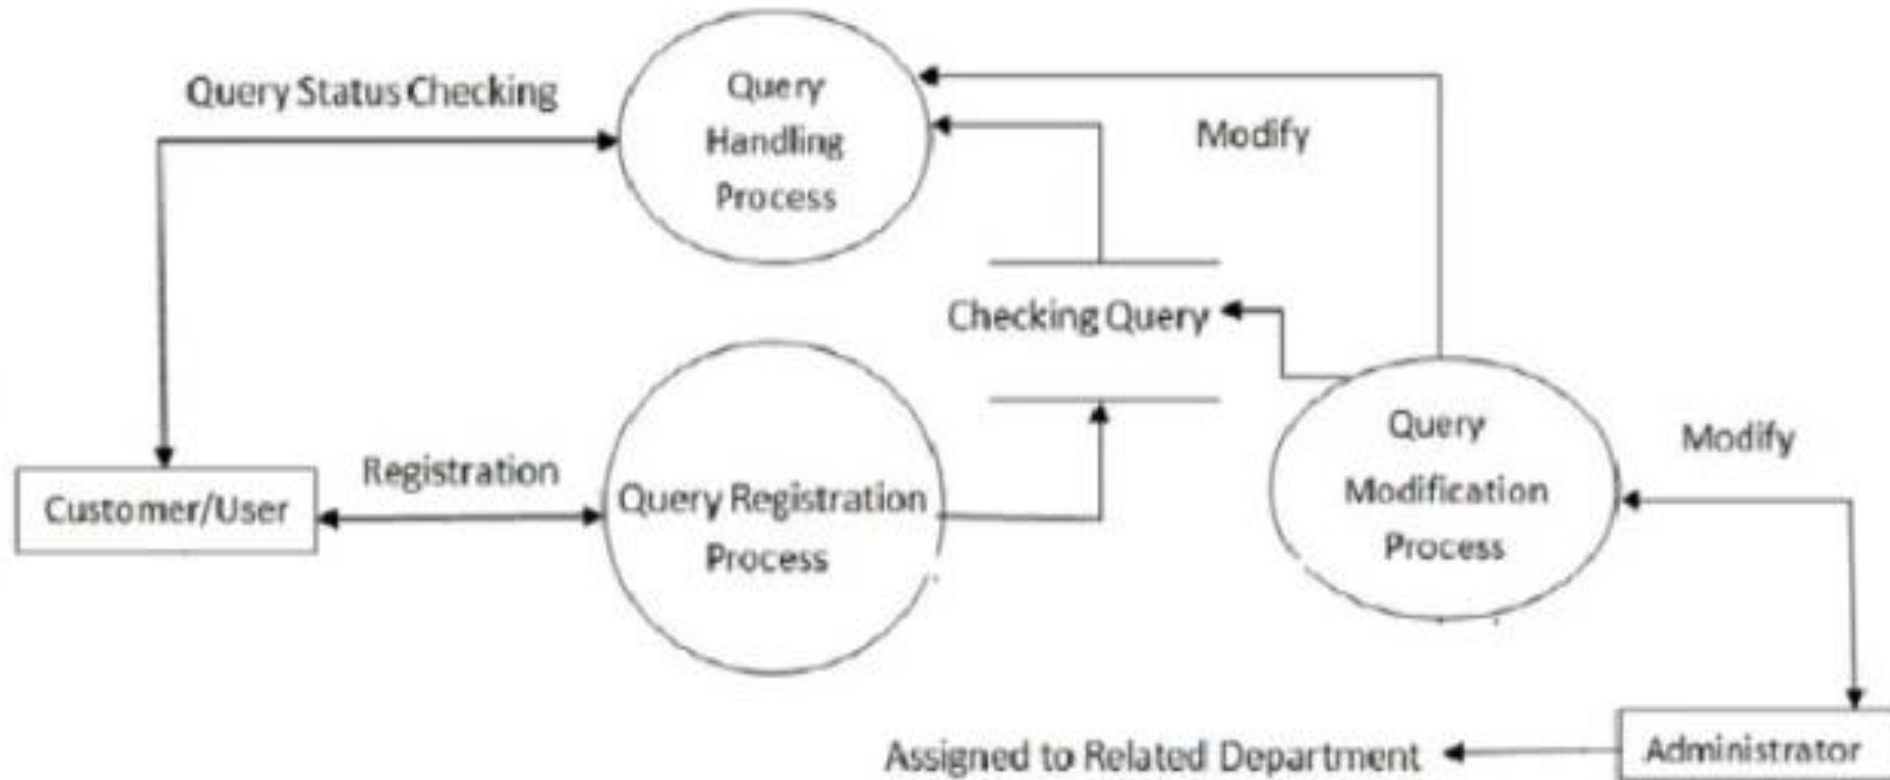 Query Status Checking
Query
Handling
Process
Modify
Checking Query
Query
Modification
Process
Modify
Customer/User
Registration
Query Registration
Process
Assigned to Related Department
Administrator